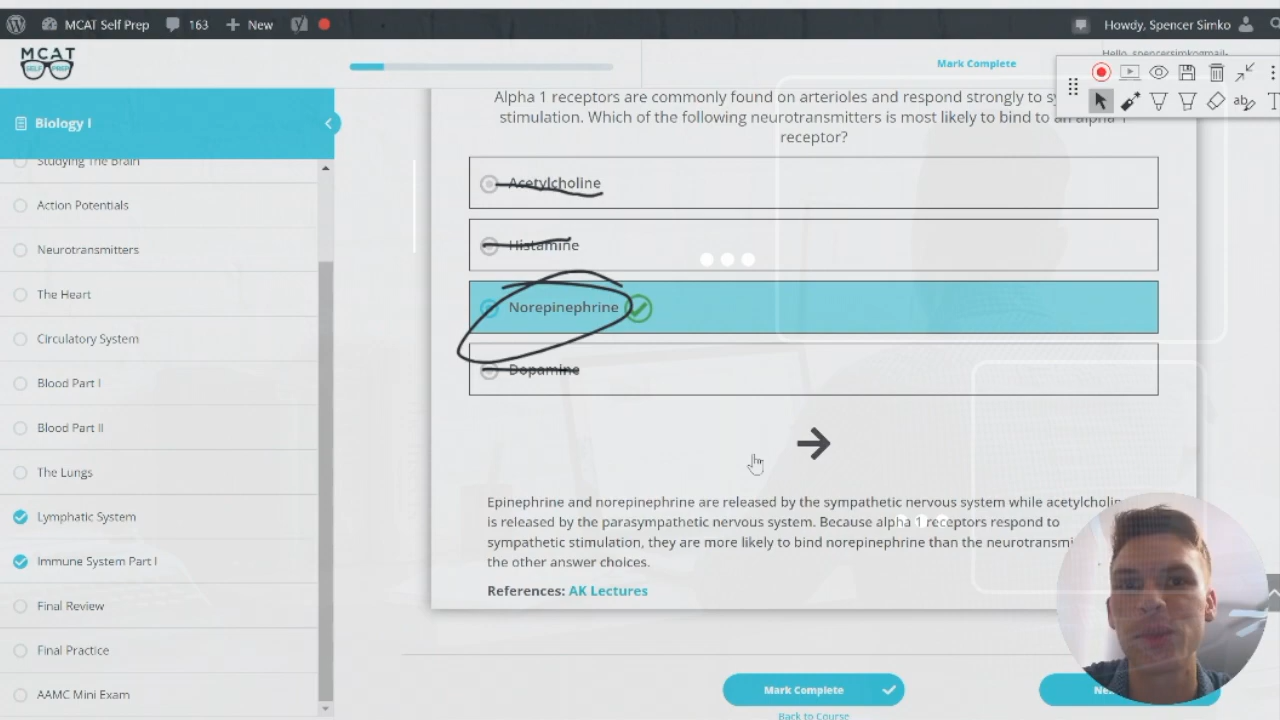 MCAT Self Prep 163 New Howdy, Spencer Simko
MCAT
SELF PREP
Mark Complete
Biology I
Studying The Brain
Action Potentials
Neurotransmitters
The Heart
Circulatory System
Blood Part I
Blood Part II
The Lungs
Lymphatic System
Immune System Part I
Final Review
Final Practice
AAMC Mini Exam
Alpha 1 receptors are commonly found on arterioles and respond strongly to
stimulation. Which of the following neurotransmitters is most likely to bind to an alpha 1
receptor?
Acetylcholine
Histamine
Norepinephrine
Dopamine
Epinephrine and norepinephrine are released by the sympathetic nervous system while
is released by the parasympathetic nervous system. Because alpha 1 receptors respond to
sympathetic stimulation, they are more likely to bind norepinephrine than the
the other answer choices.
References: AK Lectures
Mark Complete
Back to Course